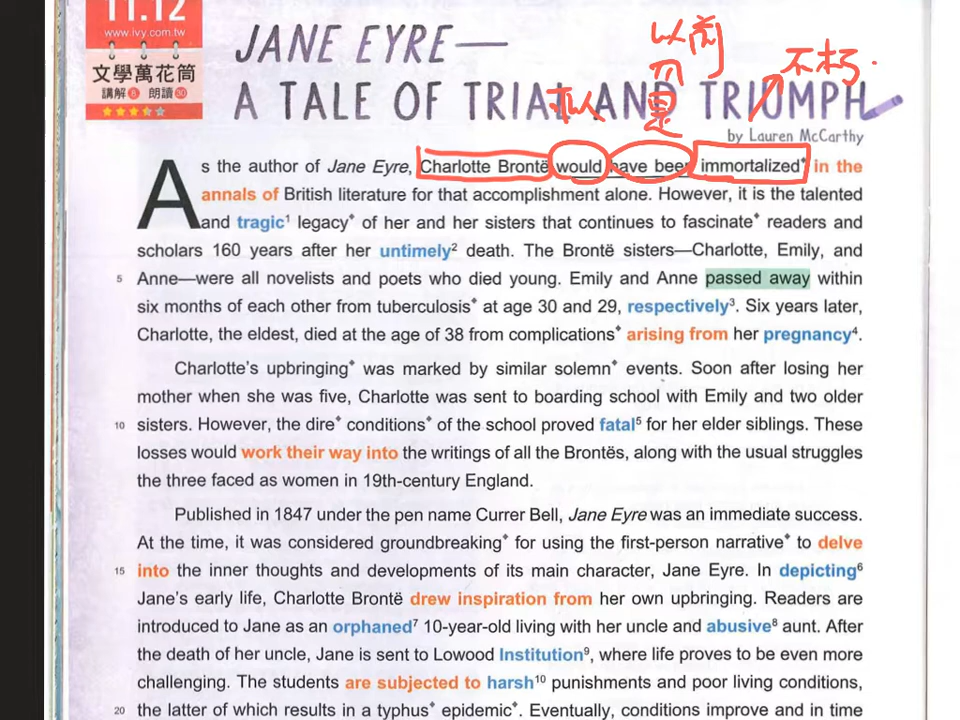 11.12
www.ivy.com.tw
文學萬花筒
講解 8 朗讀 30
JANE EYRE—
A TALE OF TRIAL AND TRIUMPH
以前
不朽.
是
by Lauren McCarthy
As the author of Jane Eyre, Charlotte Brontë would have been immortalized* in the
annals of British literature for that accomplishment alone. However, it is the talented
and tragic¹ legacy* of her and her sisters that continues to fascinate* readers and
scholars 160 years after her untimely² death. The Brontë sisters—Charlotte, Emily, and
5 Anne—were all novelists and poets who died young. Emily and Anne passed away within
six months of each other from tuberculosis* at age 30 and 29, respectively³. Six years later,
Charlotte, the eldest, died at the age of 38 from complications* arising from her pregnancy⁴.
Charlotte's upbringing* was marked by similar solemn* events. Soon after losing her
mother when she was five, Charlotte was sent to boarding school with Emily and two older
10 sisters. However, the dire* conditions* of the school proved fatal⁵ for her elder siblings. These
losses would work their way into the writings of all the Brontës, along with the usual struggles
the three faced as women in 19th-century England.
Published in 1847 under the pen name Currer Bell, Jane Eyre was an immediate success.
At the time, it was considered groundbreaking* for using the first-person narrative* to delve
15 into the inner thoughts and developments of its main character, Jane Eyre. In depicting⁶
Jane's early life, Charlotte Brontë drew inspiration from her own upbringing. Readers are
introduced to Jane as an orphaned⁷ 10-year-old living with her uncle and abusive⁸ aunt. After
the death of her uncle, Jane is sent to Lowood Institution⁹, where life proves to be even more
challenging. The students are subjected to harsh¹⁰ punishments and poor living conditions,
20 the latter of which results in a typhus* epidemic*. Eventually, conditions improve and in time